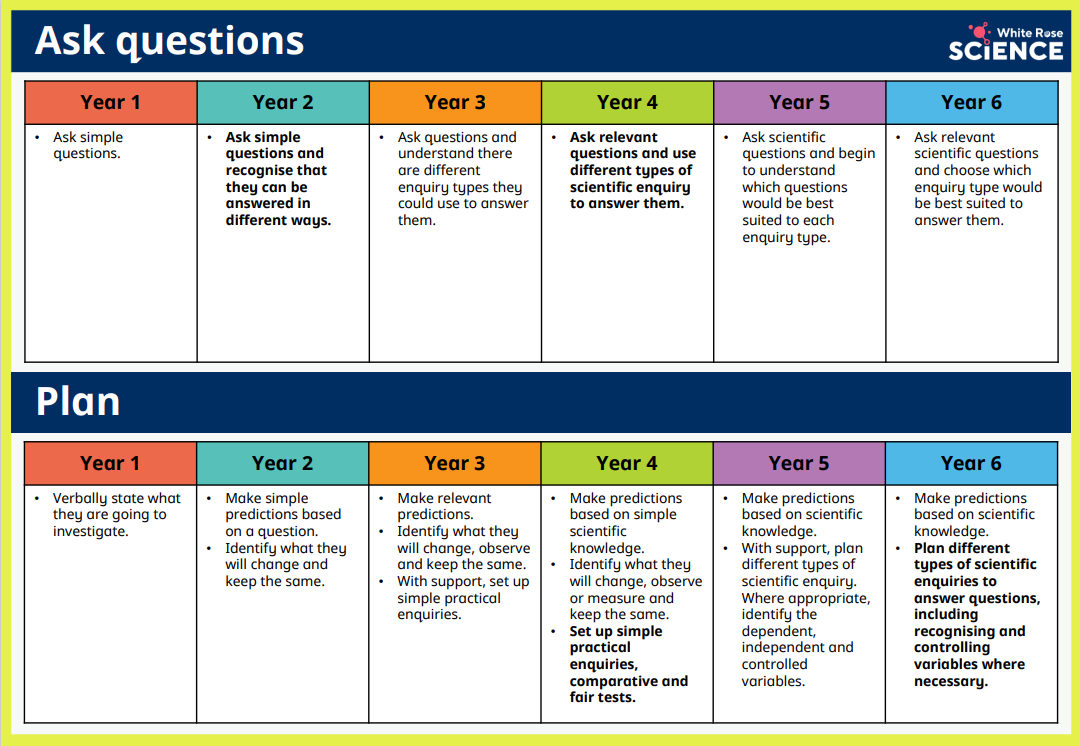 Ask questions
White Rose
SCiENCE
Year 1
Year 2
Year 3
Year 4
Year 5
Year 6
• Ask simple
questions.
• Ask simple
questions and
recognise that
they can be
answered in
different ways.
• Ask questions and
understand there
are different
enquiry types they
could use to answer
them.
• Ask relevant
questions and use
different types of
scientific enquiry
to answer them.
• Ask scientific
questions and begin
to understand
which questions
would be best
suited to each
enquiry type.
• Ask relevant
scientific questions
and choose which
enquiry type would
be best suited to
answer them.
Plan
Year 1
Year 2
Year 3
Year 4
Year 5
Year 6
• Verbally state what
they are going to
investigate.
• Make simple
predictions based
on a question.
• Identify what they
will change and
keep the same.
• Make relevant
predictions.
• Identify what they
will change, observe
and keep the same.
• With support, set up
simple practical
enquiries.
• Make predictions
based on simple
scientific
knowledge.
• Identify what they
will change, observe
or measure and
keep the same.
• Set up simple
practical
enquiries,
comparative and
fair tests.
• Make predictions
based on scientific
knowledge.
• With support, plan
different types of
scientific enquiry.
Where appropriate,
identify the
dependent,
independent and
controlled
variables.
• Make predictions
based on scientific
knowledge.
• Plan different
types of scientific
enquiries to
answer questions,
including
recognising and
controlling
variables where
necessary.